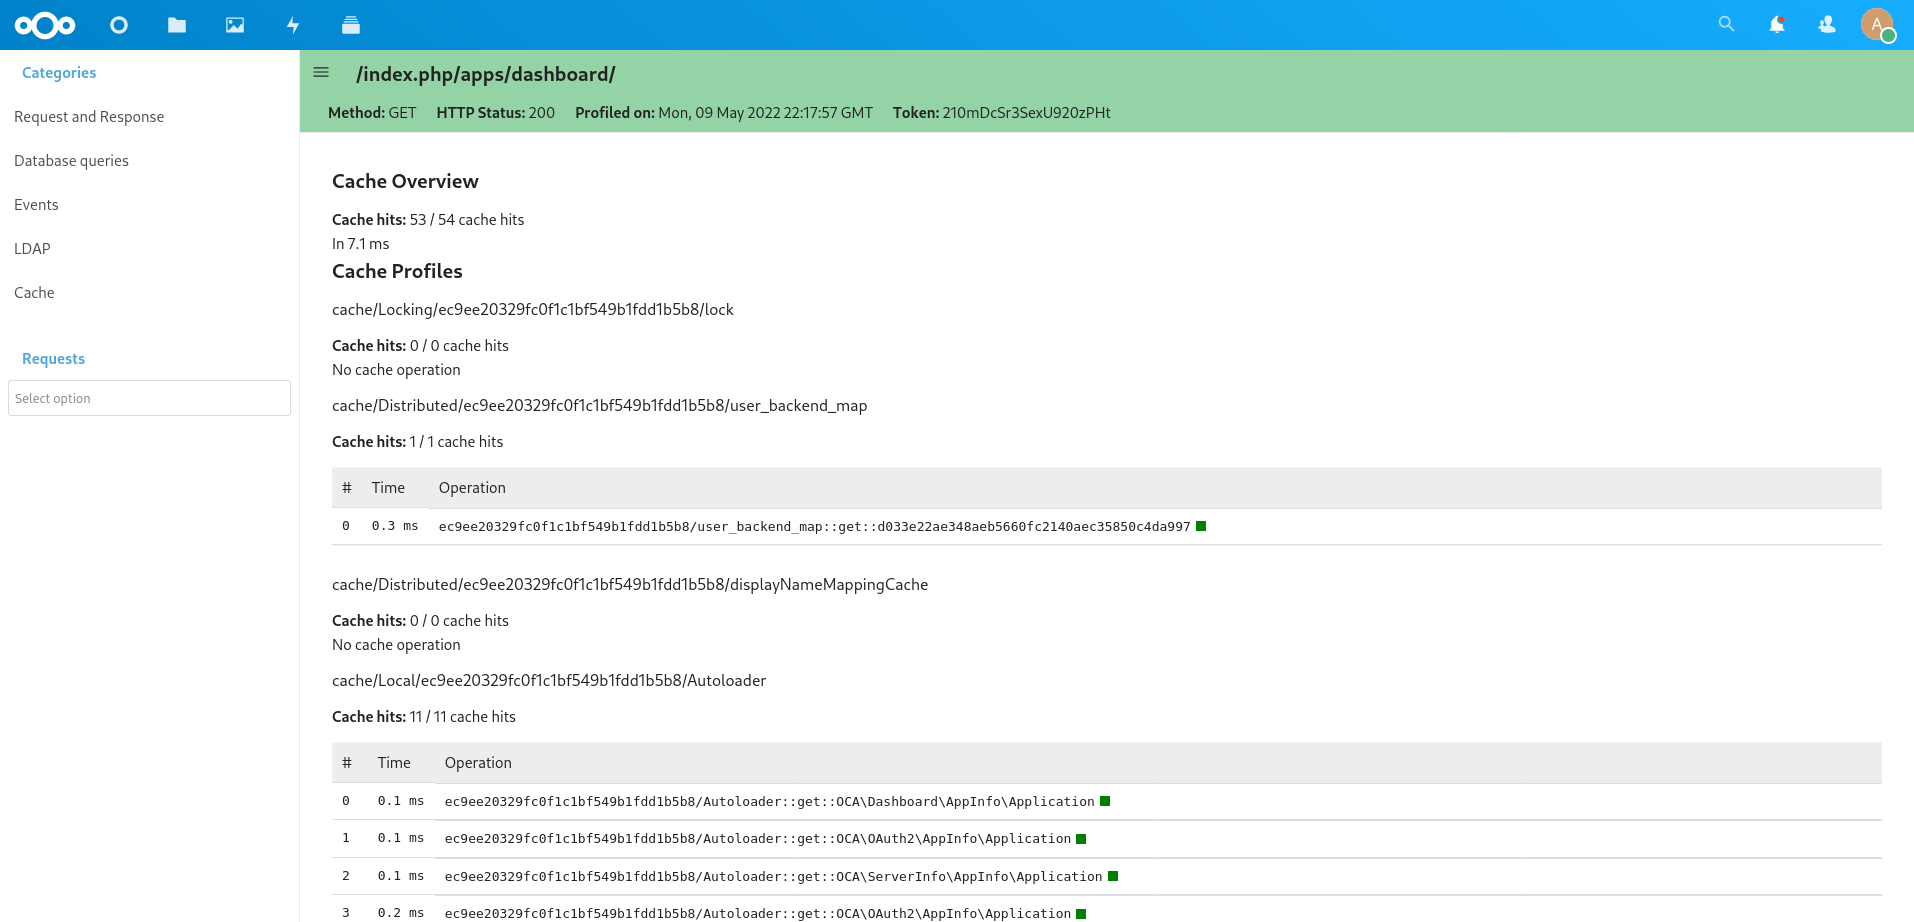 A
Categories
Request and Response
Database queries
Events
LDAP
Cache
Requests
Select option
/index.php/apps/dashboard/
Method: GET HTTP Status: 200 Profiled on: Mon, 09 May 2022 22:17:57 GMT Token: 210mDcSr3SexU920zPHt
Cache Overview
Cache hits: 53 / 54 cache hits
In 7.1 ms
Cache Profiles
cache/Locking/ec9ee20329fc0f1c1bf549b1fdd1b5b8/lock
Cache hits: 0 / 0 cache hits
No cache operation
cache/Distributed/ec9ee20329fc0f1c1bf549b1fdd1b5b8/user_backend_map
Cache hits: 1 / 1 cache hits
# Time Operation
0 0.3 ms ec9ee20329fc0f1c1bf549b1fdd1b5b8/user_backend_map::get::d033e22ae348aeb5660fc2140aec35850c4da997
cache/Distributed/ec9ee20329fc0f1c1bf549b1fdd1b5b8/displayNameMappingCache
Cache hits: 0 / 0 cache hits
No cache operation
cache/Local/ec9ee20329fc0f1c1bf549b1fdd1b5b8/Autoloader
Cache hits: 11 / 11 cache hits
# Time Operation
0 0.1 ms ec9ee20329fc0f1c1bf549b1fdd1b5b8/Autoloader::get::OCA\Dashboard\AppInfo\Application
1 0.1 ms ec9ee20329fc0f1c1bf549b1fdd1b5b8/Autoloader::get::OCA\OAuth2\AppInfo\Application
2 0.1 ms ec9ee20329fc0f1c1bf549b1fdd1b5b8/Autoloader::get::OCA\ServerInfo\AppInfo\Application
3 0.2 ms ec9ee20329fc0f1c1bf549b1fdd1b5b8/Autoloader::get::OCA\OAuth2\AppInfo\Application